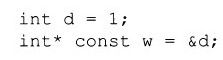 int d = 1;
int* const w = &d;